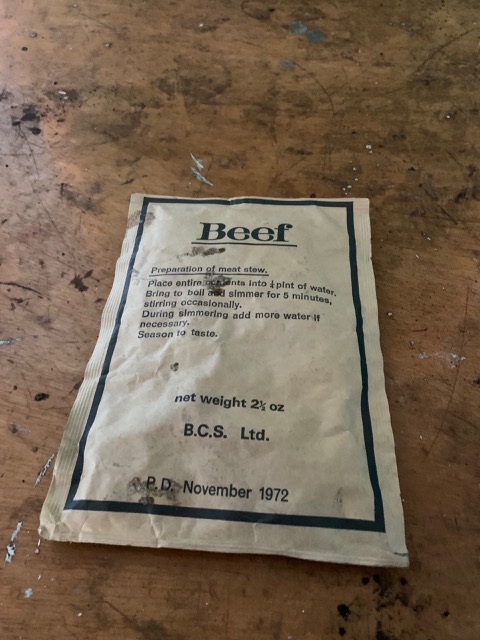 Beef
Preparation of meat stew.
Place entire contents into ¼pint of water.
Bring to boil and simmer for 5 minutes,
stirring occasionally.
During simmering add more water if
necessary.
Season to taste.
net weight 2½ oz
B.C.S. Ltd.
P.D. November 1972